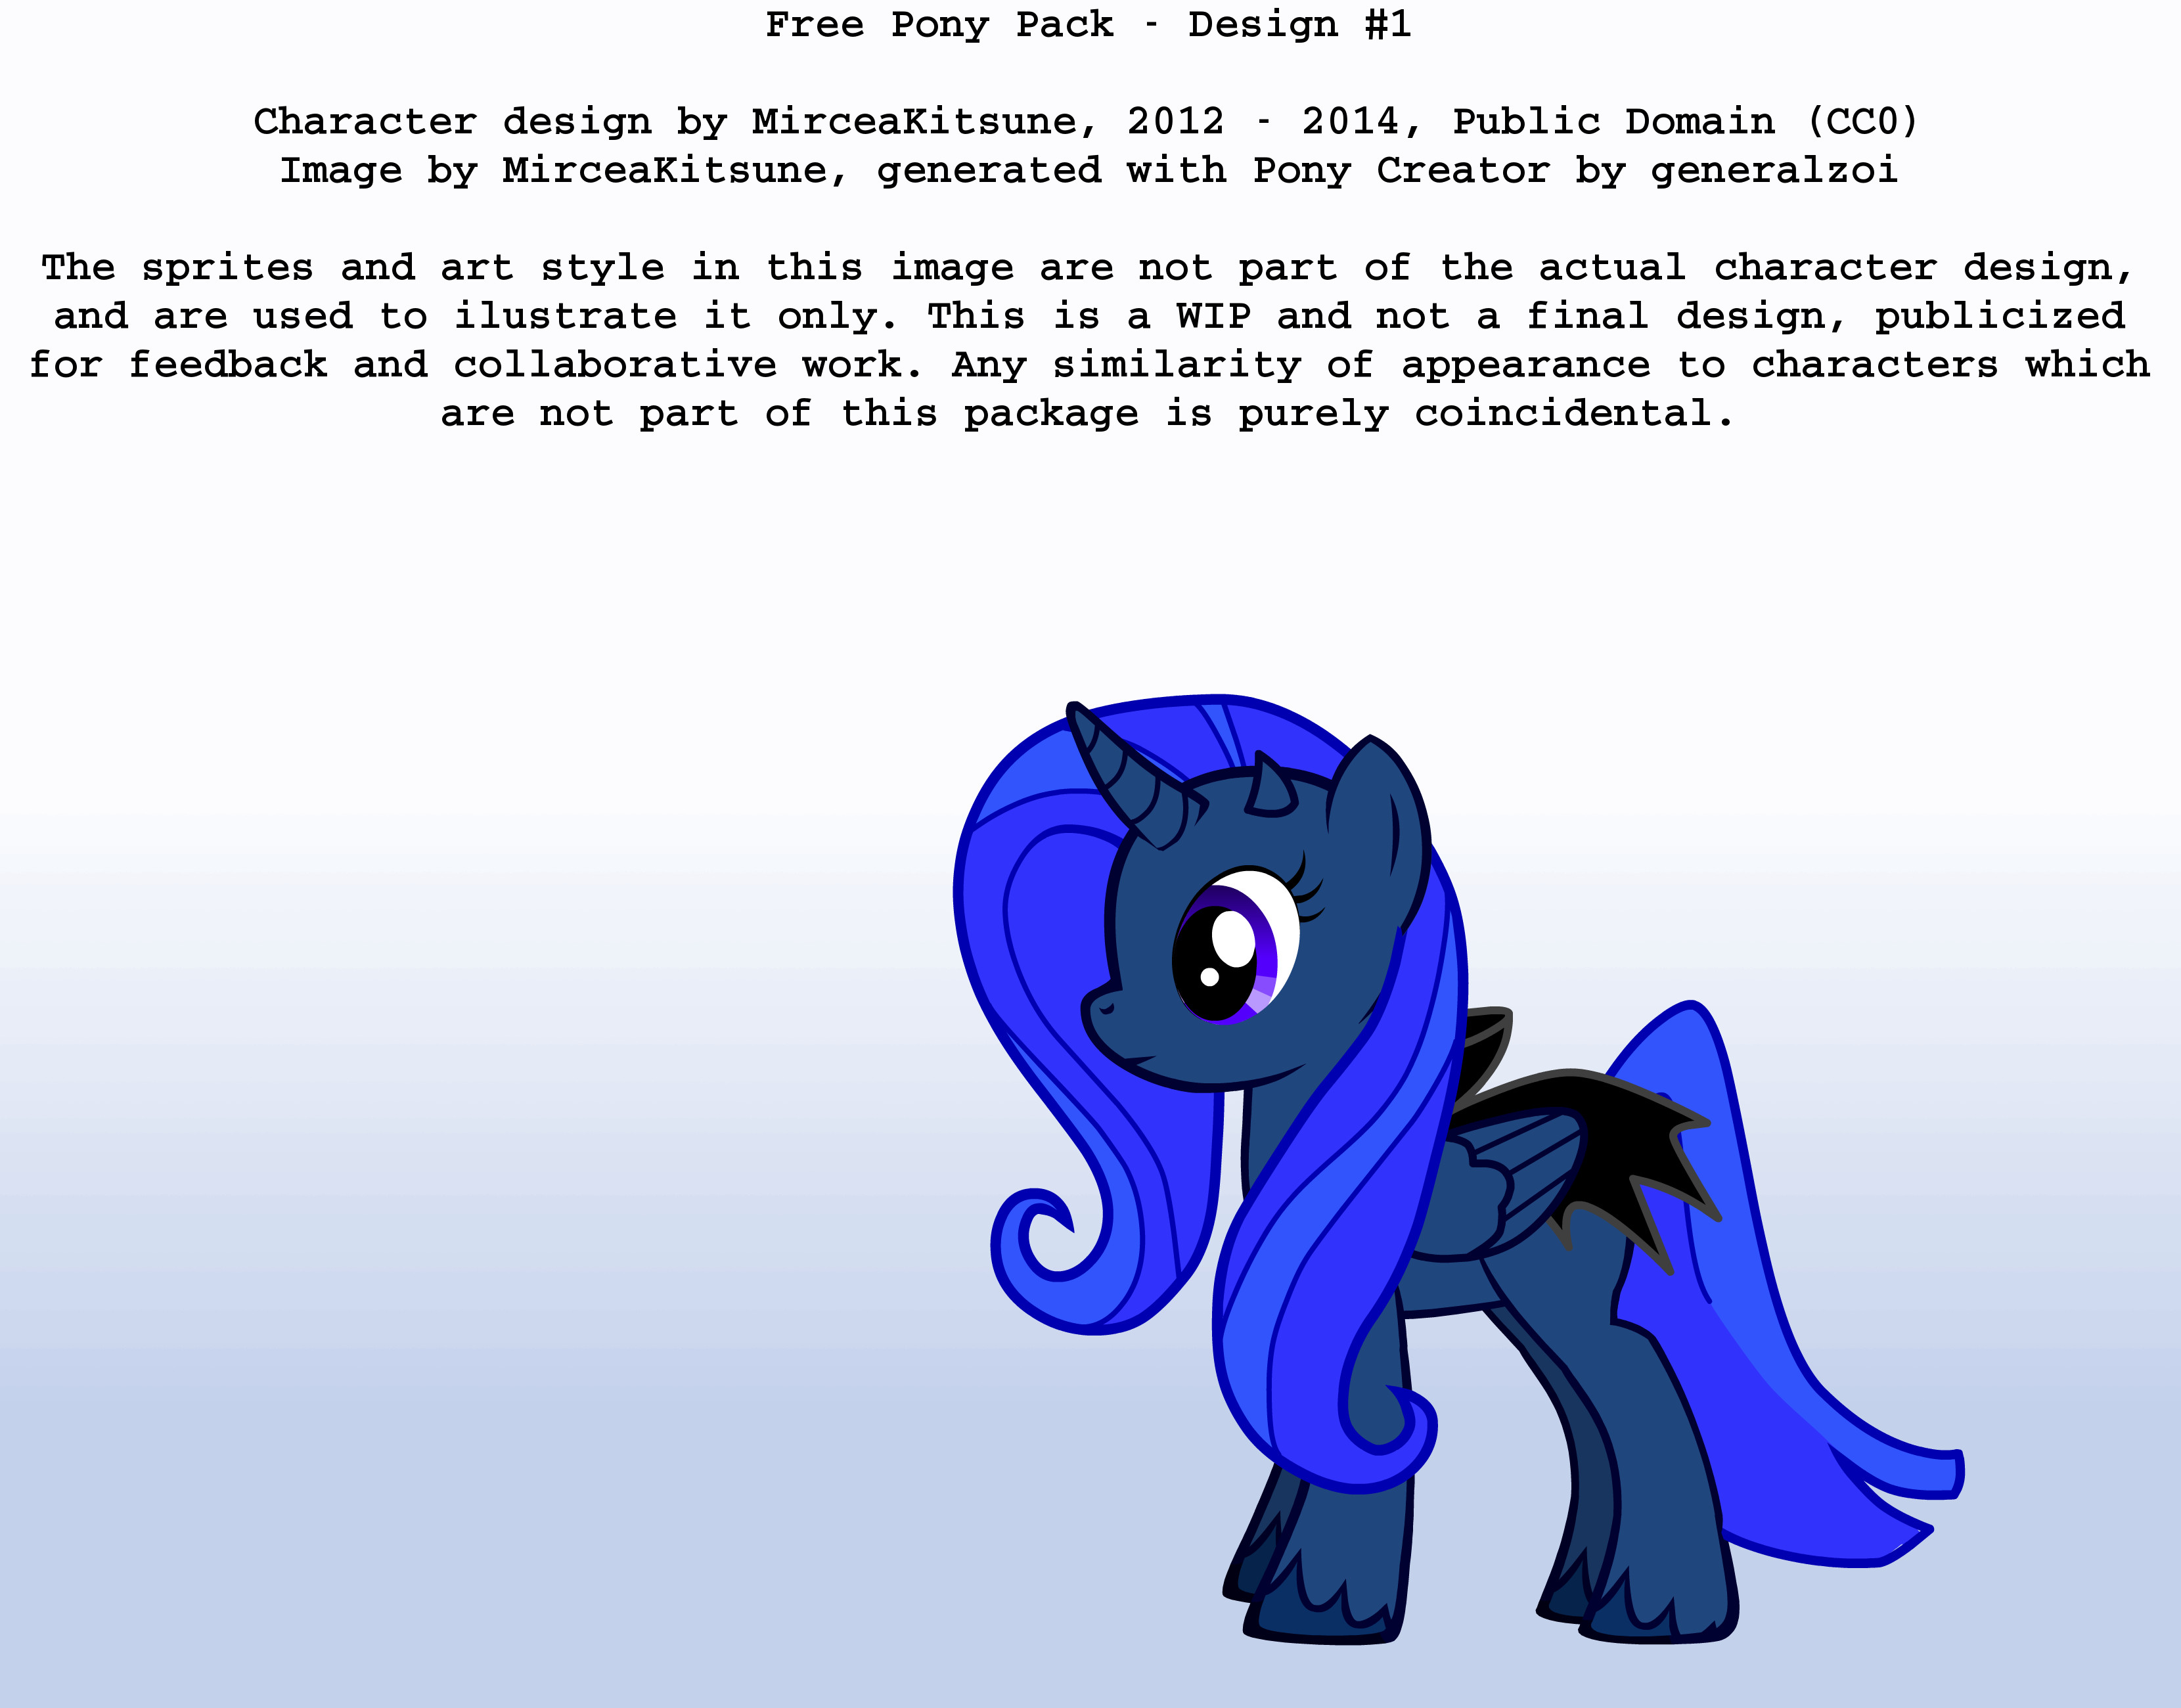 Free Pony Pack - Design #1
Character design by MirceaKitsune, 2012 - 2014, Public Domain (CC0)
Image by MirceaKitsune, generated with Pony Creator by generalzoi
The sprites and art style in this image are not part of the actual character design,
and are used to ilustrate it only. This is a WIP and not a final design, publicized
for feedback and collaborative work. Any similarity of appearance to characters which
are not part of this package is purely coincidental.